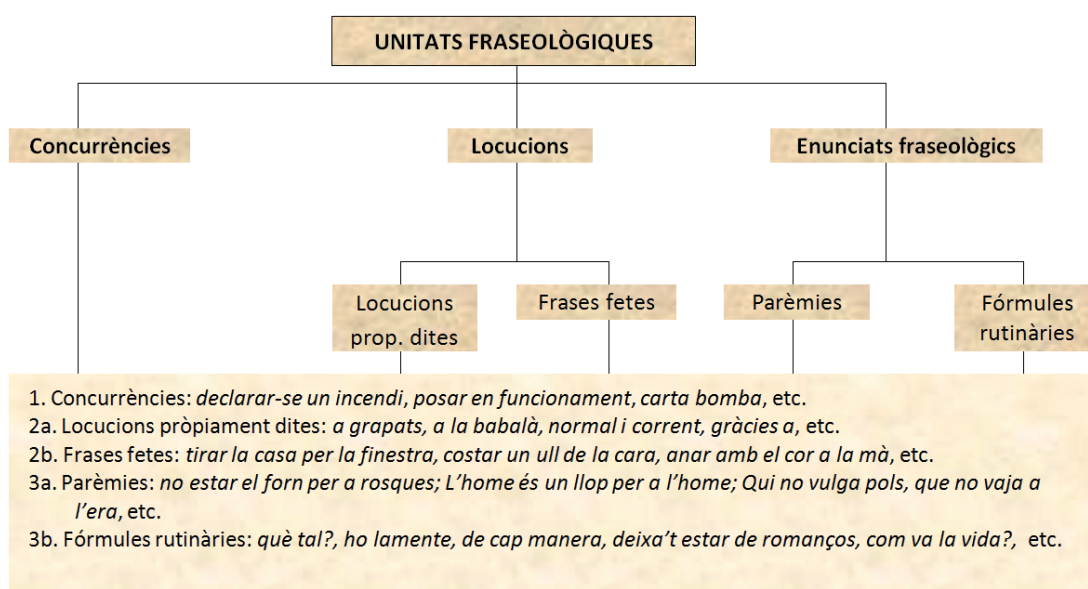 UNITATS FRASEOLÒGIQUES
Concurrències
Locucions
Enunciats fraseològics
Locucions
prop. dites
Frases fetes
Parèmies
Fórmules
rutinàries
1. Concurrències: declarar-se un incendi, posar en funcionament, carta bomba, etc.
2a. Locucions pròpiament dites: a grapats, a la babalà, normal i corrent, gràcies a, etc.
2b. Frases fetes: tirar la casa per la finestra, costar un ull de la cara, anar amb el cor a la mà, etc.
3a. Parèmies: no estar el forn per a rosques; L’home és un llop per a l’home; Qui no vulga pols, que no vaja a
l’era, etc.
3b. Fórmules rutinàries: què tal?, ho lamente, de cap manera, deixa’t estar de romanços, com va la vida?, etc.